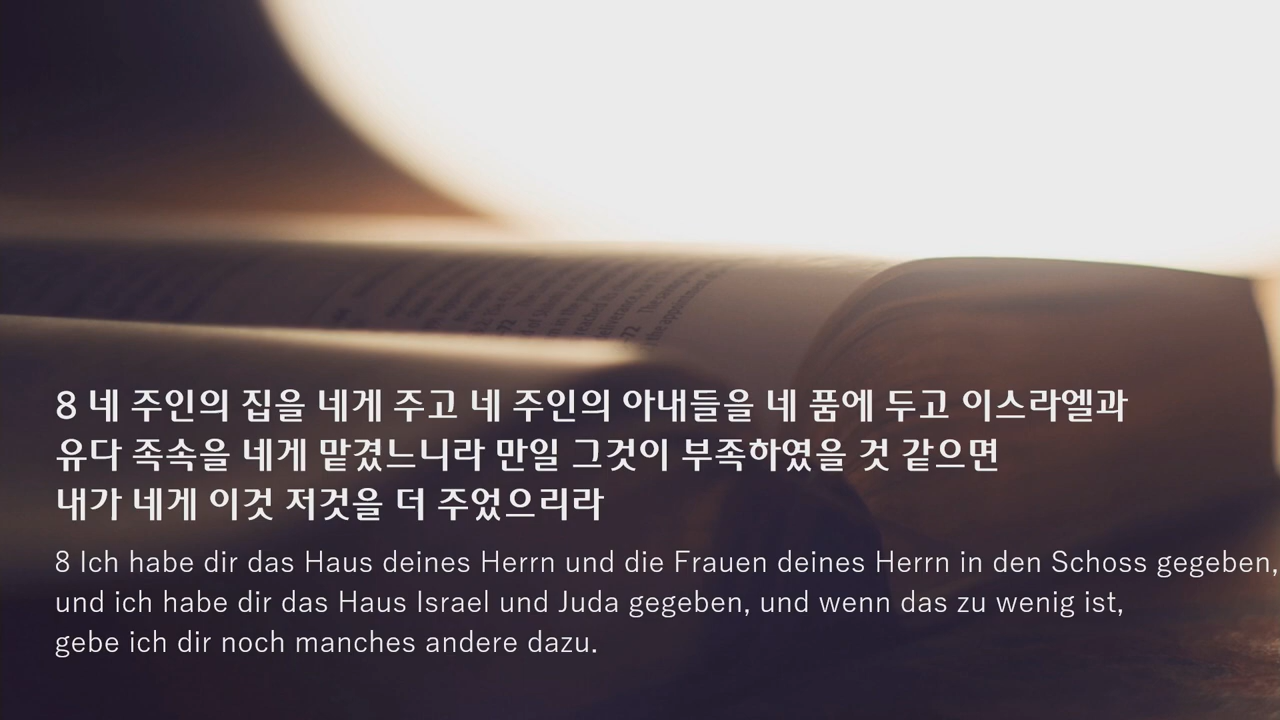 8 네 주인의 집을 네게 주고 네 주인의 아내들을 네 품에 두고 이스라엘과
유다 족속을 네게 맡겼느니라 만일 그것이 부족하였을 것 같으면
내가 네게 이것 저것을 더 주었으리라
8 Ich habe dir das Haus deines Herrn und die Frauen deines Herrn in den Schoss gegeben,
und ich habe dir das Haus Israel und Juda gegeben, und wenn das zu wenig ist,
gebe ich dir noch manches andere dazu.